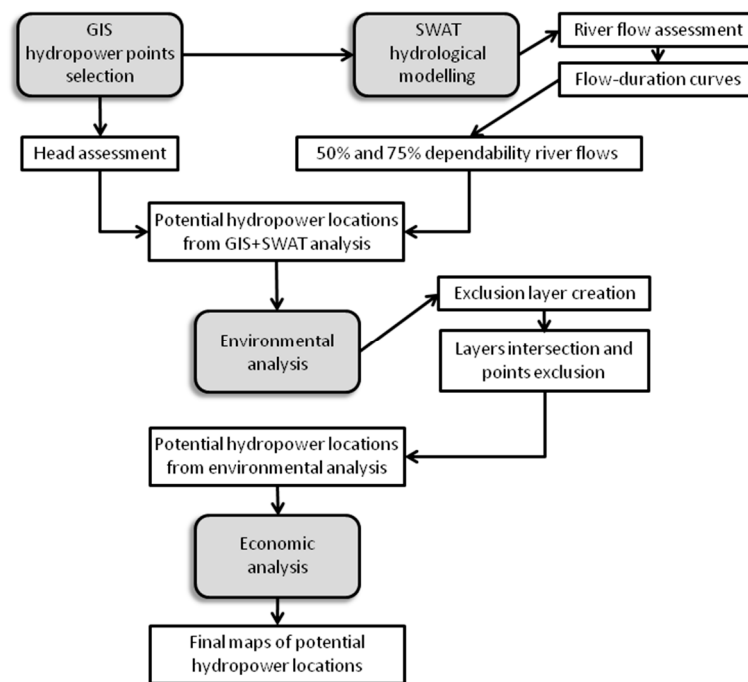 GIS
hydropower points
selection
SWAT
hydrological
modelling
River flow assessment
Flow-duration curves
Head assessment
50% and 75% dependability river flows
Potential hydropower locations
from GIS+SWAT analysis
Environmental
analysis
Exclusion layer creation
Layers intersection and
points exclusion
Potential hydropower locations
from environmental analysis
Economic
analysis
Final maps of potential
hydropower locations